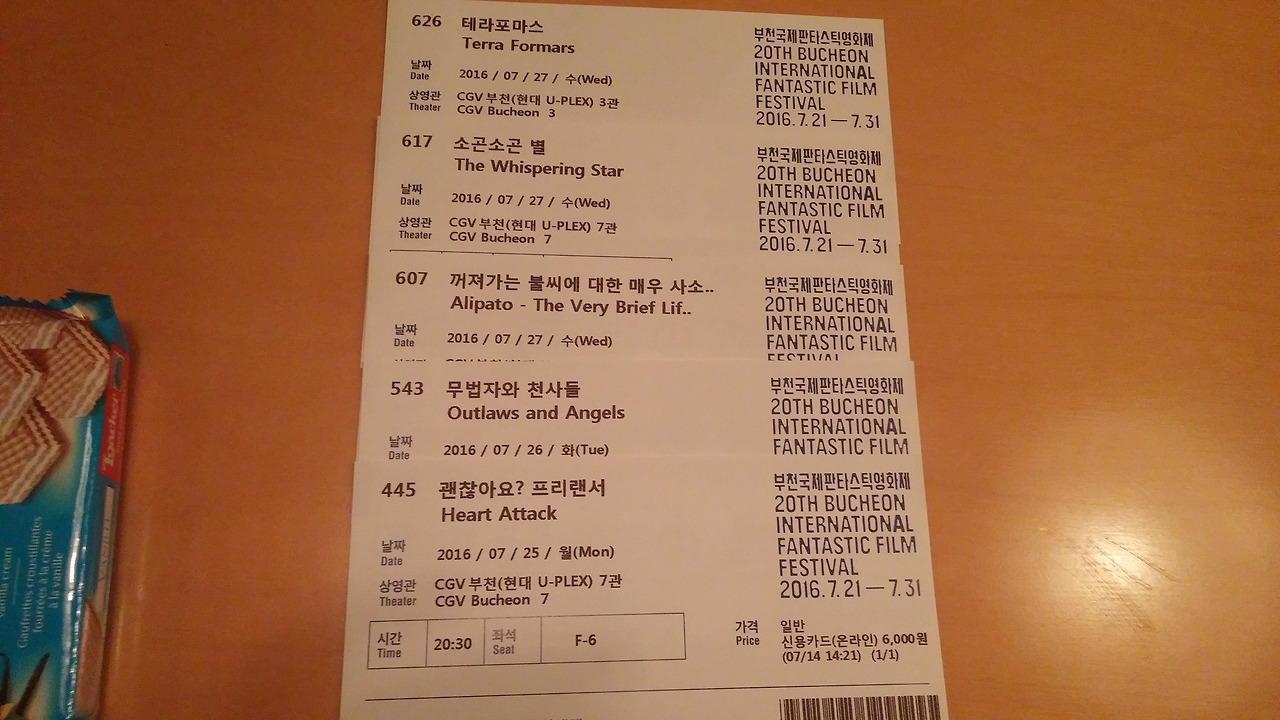 626 테라포마스
Terra Formars
날짜 2016 / 07 / 27 / 수(Wed)
Date
상영관 CGV 부천(현대 U-PLEX) 3관
Theater CGV Bucheon 3
부천국제판타스틱영화제
20TH BUCHEON
INTERNATIONAL
FANTASTIC FILM
FESTIVAL
2016.7.21 — 7.31
617 소곤소곤 별
The Whispering Star
날짜 2016 / 07 / 27 / 수(Wed)
Date
상영관 CGV 부천(현대 U-PLEX) 7관
Theater CGV Bucheon 7
부천국제판타스틱영화제
20TH BUCHEON
INTERNATIONAL
FANTASTIC FILM
FESTIVAL
2016.7.21 — 7.31
607 꺼져가는 불씨에 대한 매우 사소..
Alipato - The Very Brief Lif..
날짜 2016 / 07 / 27 / 수(Wed)
Date
부천국제판타스틱영화제
20TH BUCHEON
INTERNATIONAL
FANTASTIC FILM
FESTIVAL
543 무법자와 천사들
Outlaws and Angels
날짜 2016 / 07 / 26 / 화(Tue)
Date
부천국제판타스틱영화제
20TH BUCHEON
INTERNATIONAL
FANTASTIC FILM
445 괜찮아요? 프리랜서
Heart Attack
날짜 2016 / 07 / 25 / 월(Mon)
Date
상영관 CGV 부천(현대 U-PLEX) 7관
Theater CGV Bucheon 7
부천국제판타스틱영화제
20TH BUCHEON
INTERNATIONAL
FANTASTIC FILM
FESTIVAL
2016.7.21 — 7.31
시간 20:30 좌석 F-6
Time Seat
가격 일반
Price 신용카드(온라인) 6,000원
(07/14 14:21) (1/1)
Loacker
vanilla cream
Gaufrettes croustillantes
fourrées à la crème
à la vanille